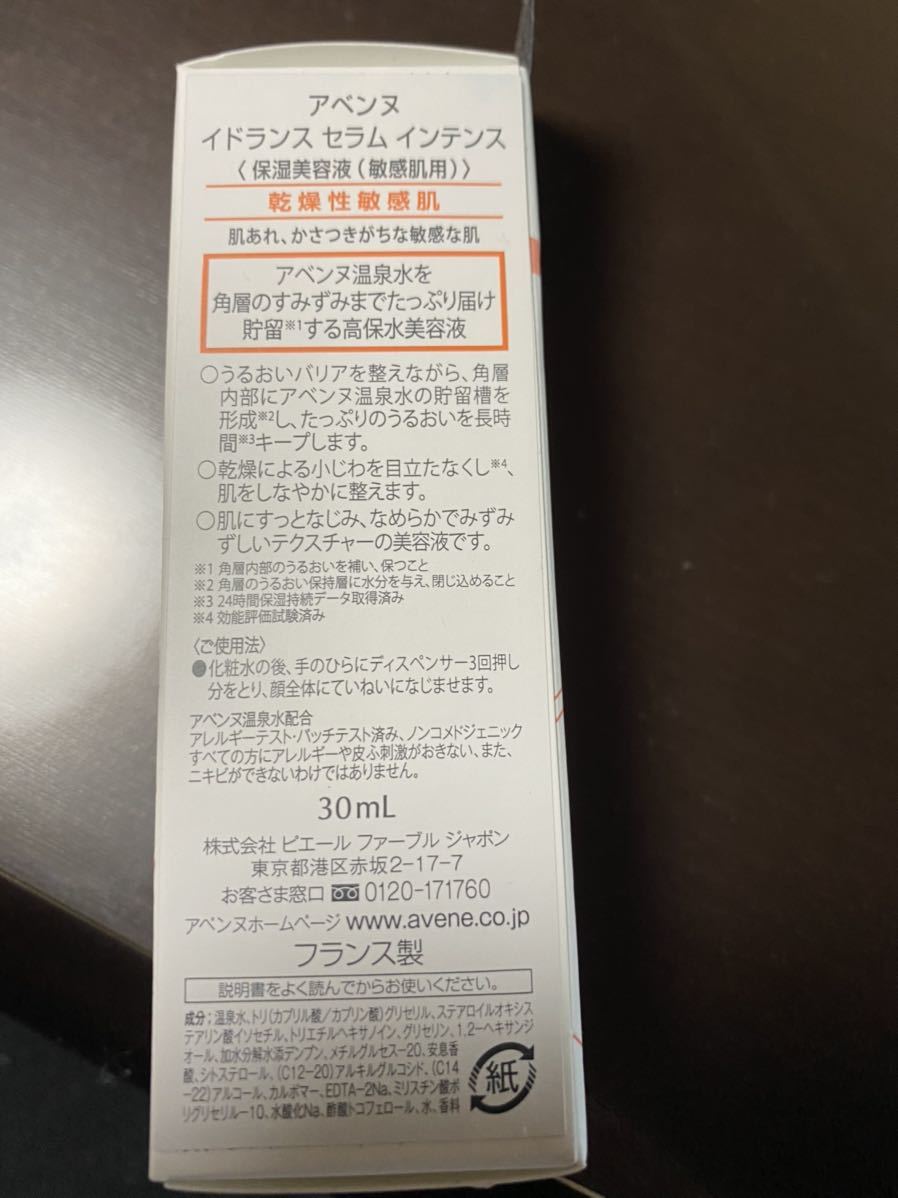 アベンヌ
イドランス セラム インテンス
〈 保湿美容液（敏感肌用）〉
乾燥性敏感肌
肌あれ、かさつきがちな敏感な肌
アベンヌ温泉水を
角層のすみずみまでたっぷり届け
貯留※1する高保水美容液
○うるおいバリアを整えながら、角層
内部にアベンヌ温泉水の貯留槽を
形成※2し、たっぷりのうるおいを長時
間※3キープします。
○乾燥による小じわを目立たなくし※4、
肌をしなやかに整えます。
○肌にすっとなじみ、なめらかでみずみ
ずしいテクスチャーの美容液です。
※1 角層内部のうるおいを補い、保つこと
※2 角層のうるおい保持層に水分を与え、閉じ込めること
※3 24時間保湿持続データ取得済み
※4 効能評価試験済み
〈ご使用法〉
●化粧水の後、手のひらにディスペンサー3回押し
分をとり、顔全体にていねいになじませます。
アベンヌ温泉水配合
アレルギーテスト・パッチテスト済み、ノンコメドジェニック
すべての方にアレルギーや皮ふ刺激がおきない、また、
ニキビができないわけではありません。
30mL
株式会社 ピエール ファーブル ジャポン
東京都港区赤坂2-17-7
お客さま窓口 0120-171760
アベンヌホームページ www.avene.co.jp
フランス製
説明書をよく読んでからお使いください。
成分：温泉水、トリ（カプリル酸／カプリン酸）グリセリル、ステアロイルオキシス
テアリン酸イソセチル、トリエチルヘキサノイン、グリセリン、1,2-ヘキサンジ
オール、加水分解水添デンプン、メチルグルセス-20、安息香
酸、シトステロール、（C12-20）アルキルグルコシド、（C14
-22）アルコール、カルボマー、EDTA-2Na、ミリスチン酸ポ
リグリセリル-10、水酸化Na、酢酸トコフェロール、水、香料
紙